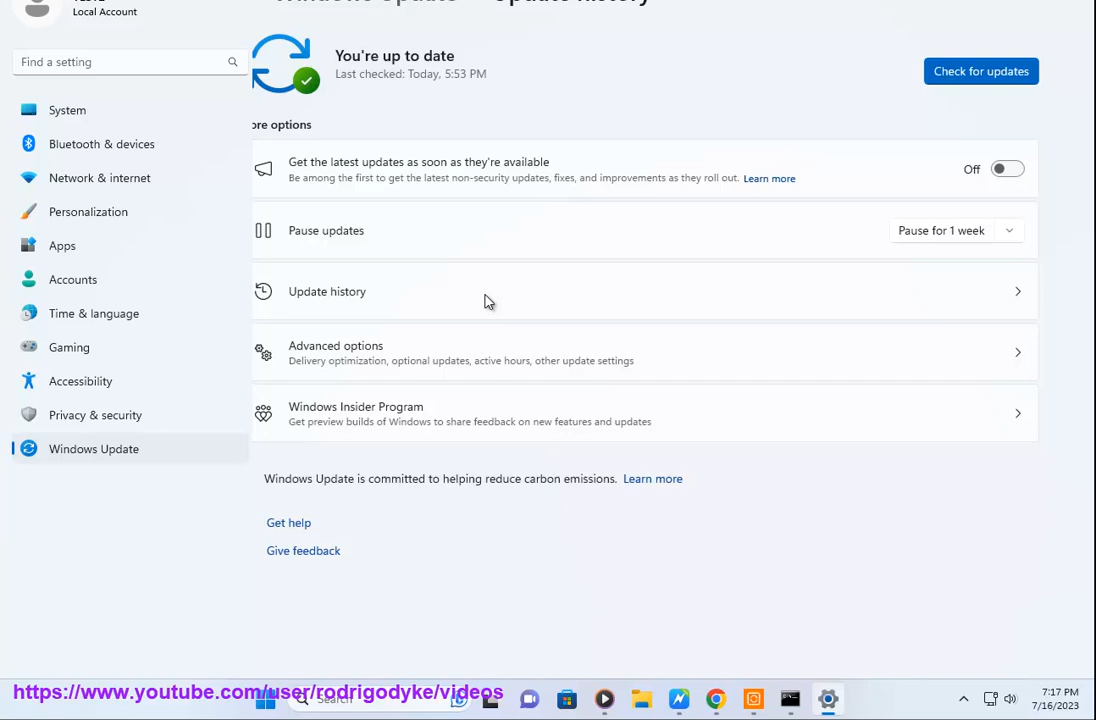 Windows Update
Update history
Local Account
Find a setting
System
Bluetooth & devices
Network & internet
Personalization
Apps
Accounts
Time & language
Gaming
Accessibility
Privacy & security
Windows Update
You're up to date
Last checked: Today, 5:53 PM
Check for updates
ore options
Get the latest updates as soon as they're available
Be among the first to get the latest non-security updates, fixes, and improvements as they roll out. Learn more
Off
Pause updates
Pause for 1 week
Update history
Advanced options
Delivery optimization, optional updates, active hours, other update settings
Windows Insider Program
Get preview builds of Windows to share feedback on new features and updates
Windows Update is committed to helping reduce carbon emissions. Learn more
Get help
Give feedback
https://www.youtube.com/user/rodrigodyke/videos
Search
7:17 PM
7/16/2023